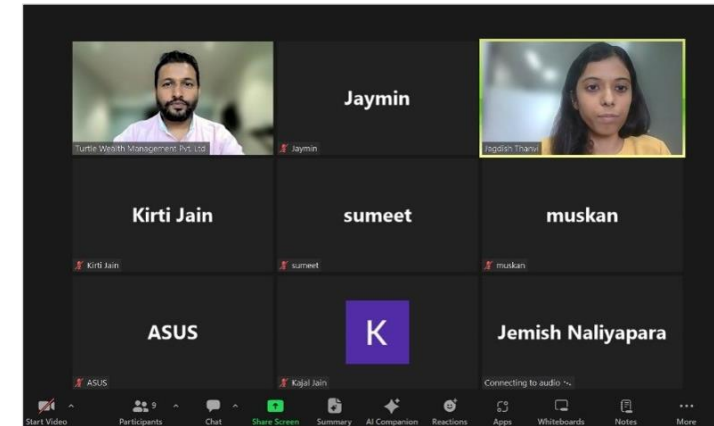 Turtle Wealth Management Pvt. Ltd.
Jaymin
Jaymin
Jagdish Thanvi
Kirti Jain
Kirti Jain
sumeet
sumeet
muskan
muskan
ASUS
ASUS
K
Kajal Jain
Jemish Naliyapara
Connecting to audio
Start Video
Participants
9
Chat
Share Screen
Summary
AI Companion
Reactions
Apps
Whiteboards
Notes
More